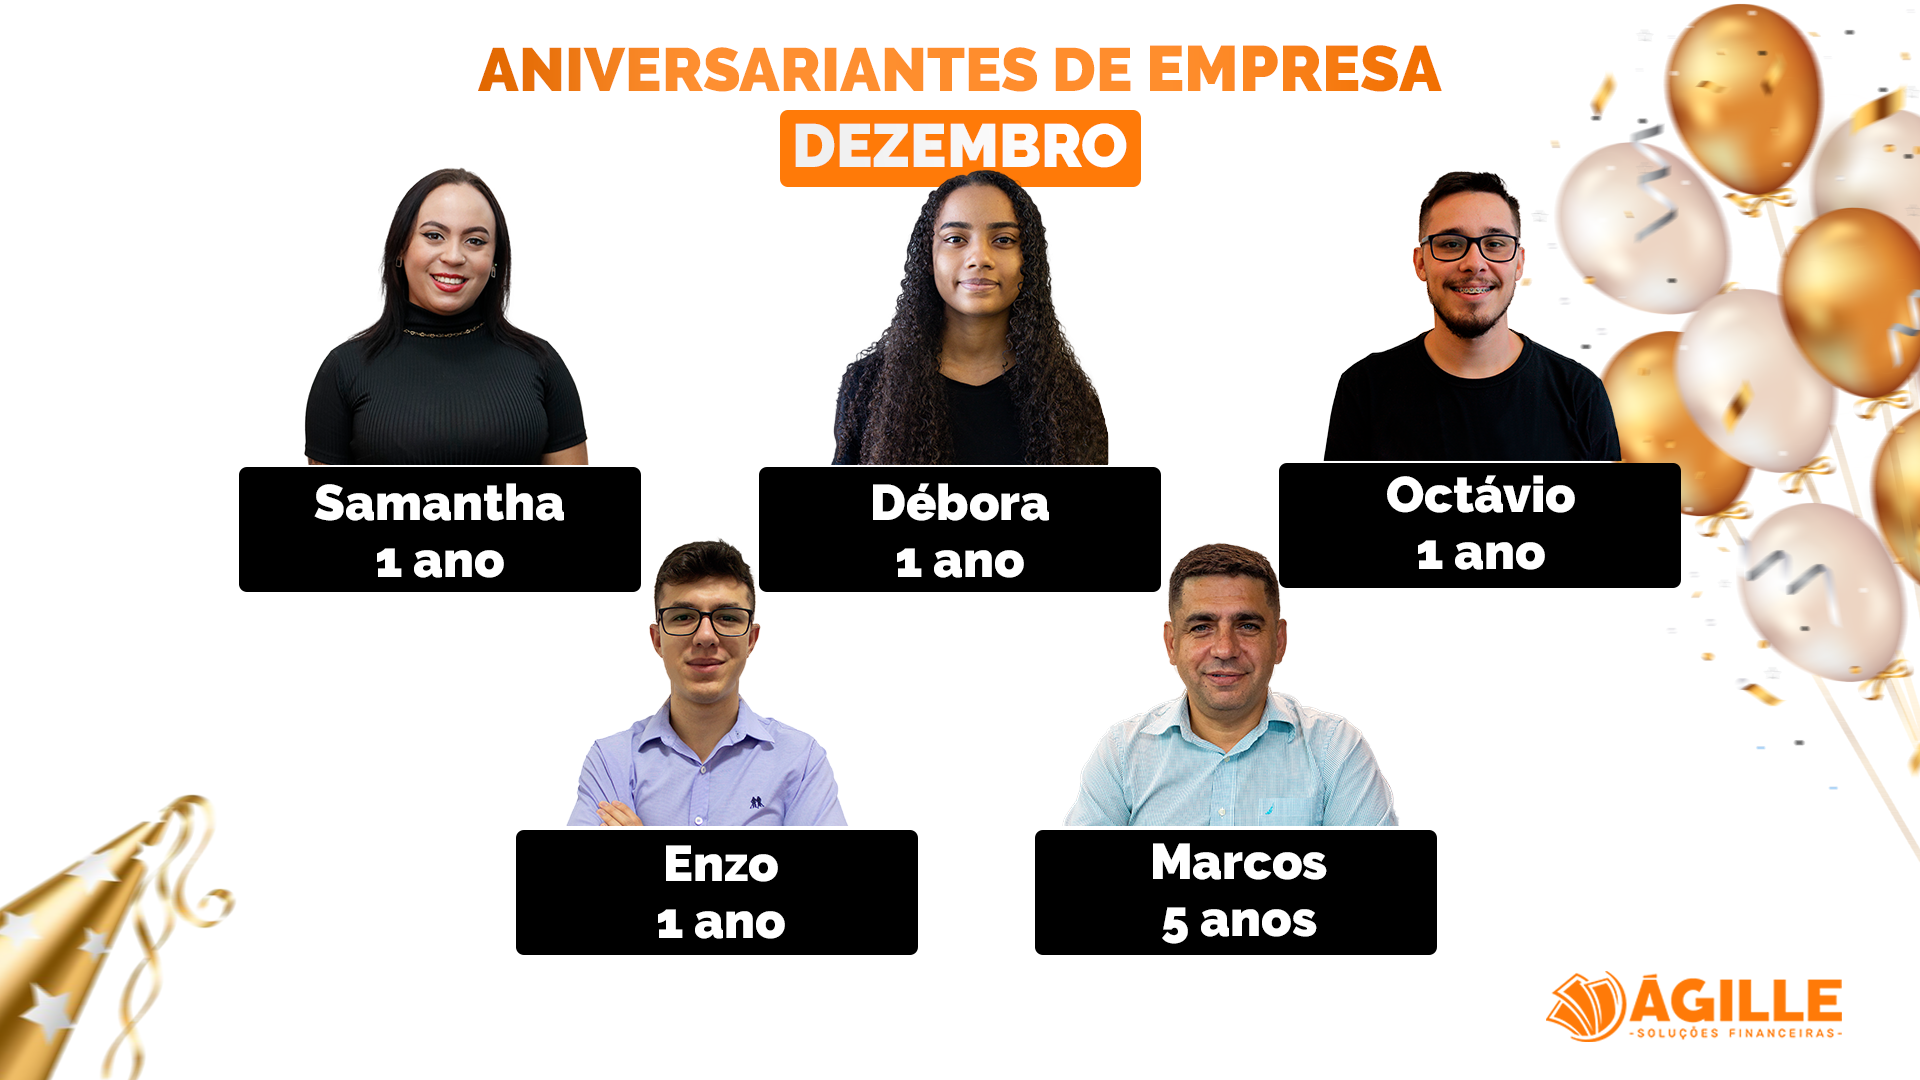 ANIVERSARIANTES DE EMPRESA
DEZEMBRO
Samantha
1 ano
Débora
1 ano
Octávio
1 ano
Enzo
1 ano
Marcos
5 anos
ÁGILLE
-SOLUÇÕES FINANCEIRAS-